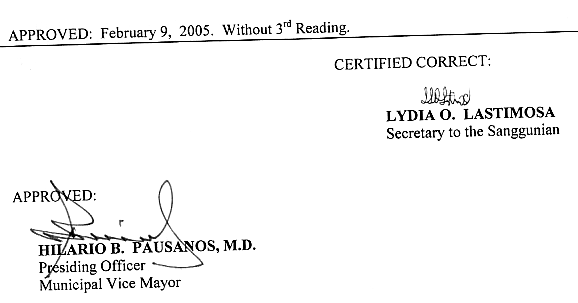 APPROVED: February 9, 2005. Without 3rd Reading.
CERTIFIED CORRECT:
LYDIA O. LASTIMOSA
Secretary to the Sanggunian
APPROVED:
HILARIO B. PAUSANOS, M.D.
Presiding Officer
Municipal Vice Mayor